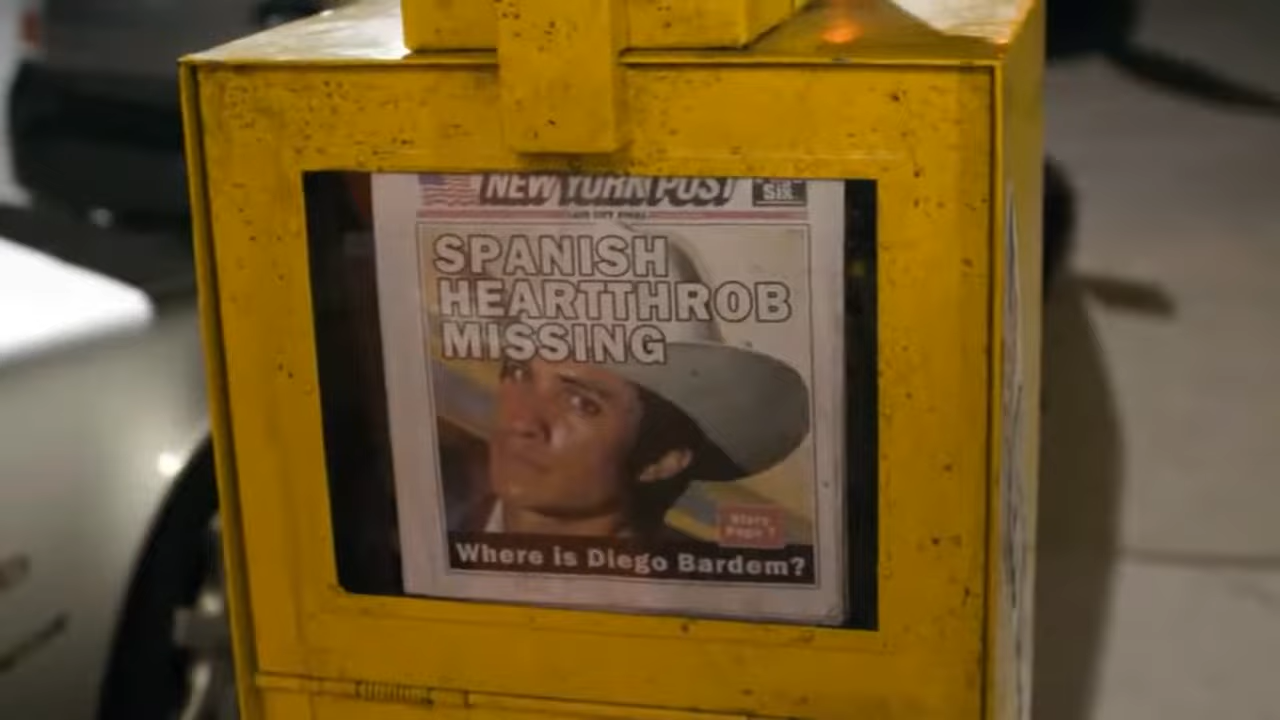 NEW YORK POST
SPANISH
HEARTTHROB
MISSING
Story
Page 7
Where is Diego Bardem?